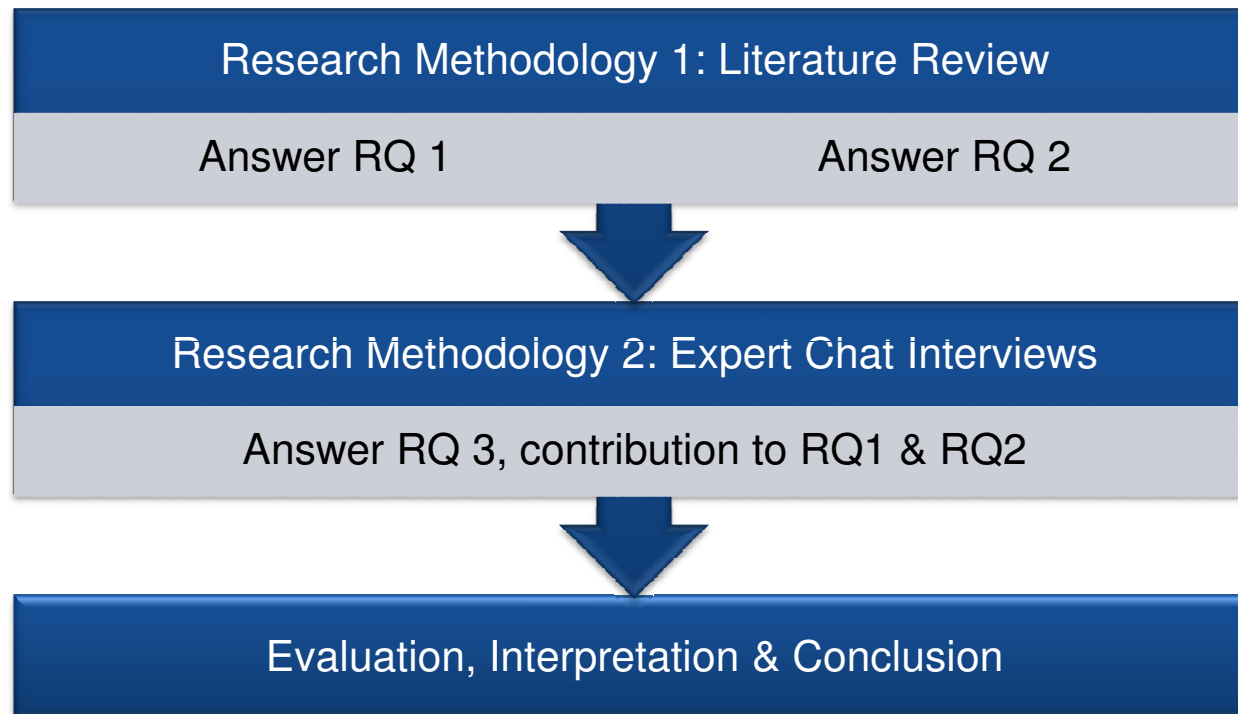 Research Methodology 1: Literature Review
Answer RQ 1
Answer RQ 2
Research Methodology 2: Expert Chat Interviews
Answer RQ 3, contribution to RQ1 & RQ2
Evaluation, Interpretation & Conclusion